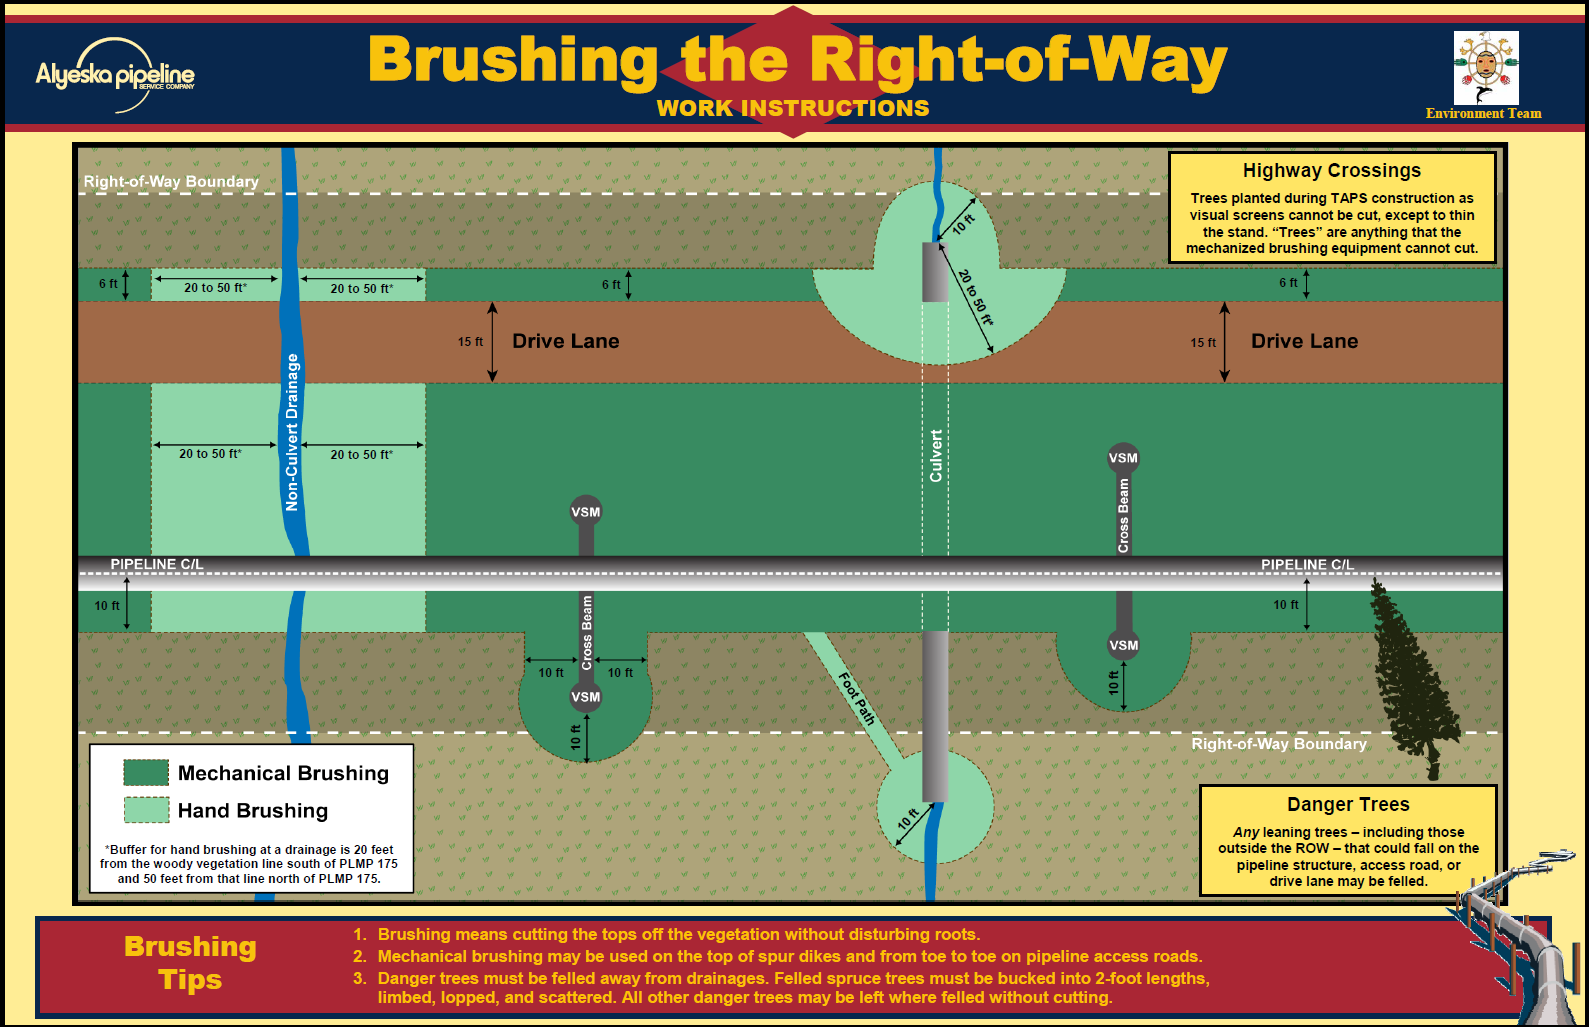 Alyeska pipeline
SERVICE COMPANY
Brushing the Right-of-Way
WORK INSTRUCTIONS
Environment Team
Right-of-Way Boundary
Highway Crossings
Trees planted during TAPS construction as
visual screens cannot be cut, except to thin
the stand. “Trees” are anything that the
mechanized brushing equipment cannot cut.
10 ft
6 ft
20 to 50 ft*
20 to 50 ft*
6 ft
20 to 50 ft*
6 ft
15 ft
Drive Lane
15 ft
Drive Lane
Non-Culvert Drainage
20 to 50 ft*
20 to 50 ft*
Culvert
VSM
Cross Beam
VSM
PIPELINE C/L
PIPELINE C/L
10 ft
10 ft
Cross Beam
VSM
10 ft
10 ft
10 ft
Foot Path
VSM
10 ft
Right-of-Way Boundary
10 ft
Mechanical Brushing
Hand Brushing
*Buffer for hand brushing at a drainage is 20 feet
from the woody vegetation line south of PLMP 175
and 50 feet from that line north of PLMP 175.
Danger Trees
Any leaning trees – including those
outside the ROW – that could fall on the
pipeline structure, access road, or
drive lane may be felled.
Brushing
Tips
1. Brushing means cutting the tops off the vegetation without disturbing roots.
2. Mechanical brushing may be used on the top of spur dikes and from toe to toe on pipeline access roads.
3. Danger trees must be felled away from drainages. Felled spruce trees must be bucked into 2-foot lengths,
limbed, lopped, and scattered. All other danger trees may be left where felled without cutting.